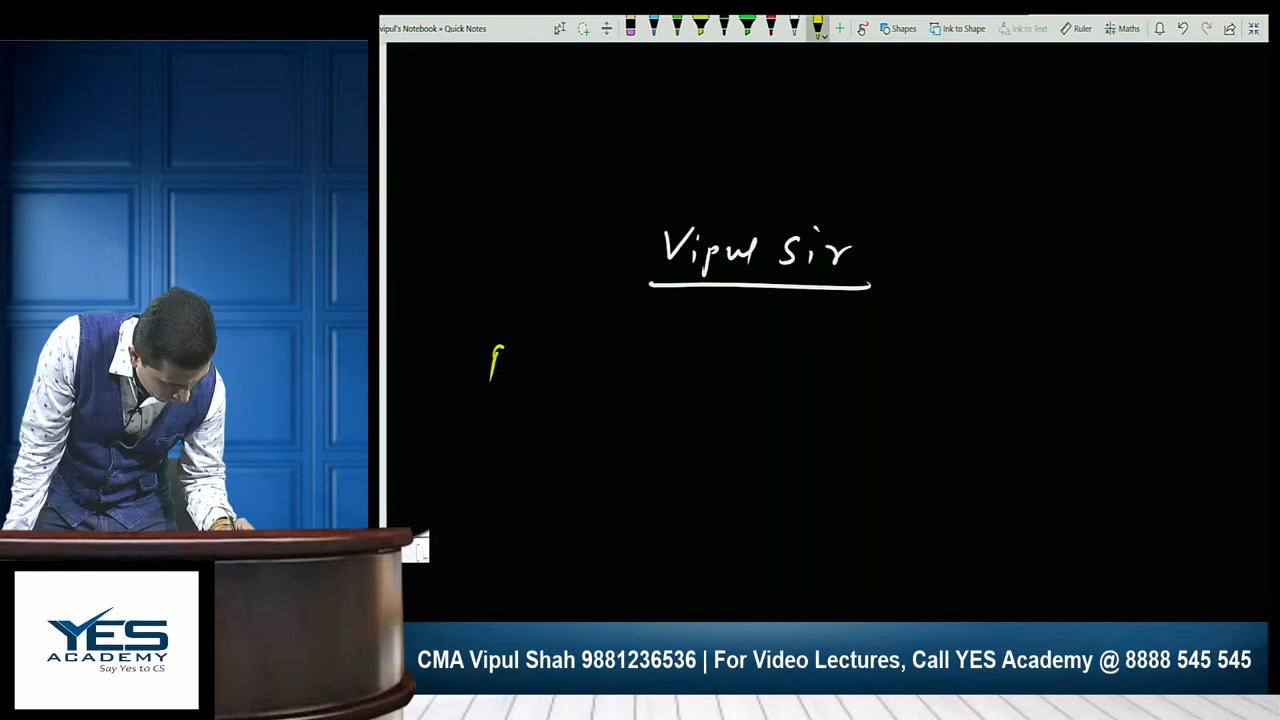 vipul's Notebook » Quick Notes
Shapes
Ink to Shape
Ink to Text
Ruler
Maths
Vipul Sir
YES
ACADEMY
Say Yes to CS
CMA Vipul Shah 9881236536 | For Video Lectures, Call YES Academy @ 8888 545 545